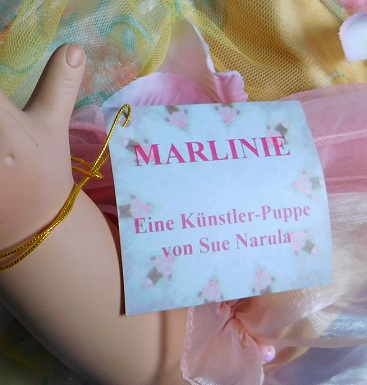 MARLINIE
Eine Künstler-Puppe
von Sue Narula